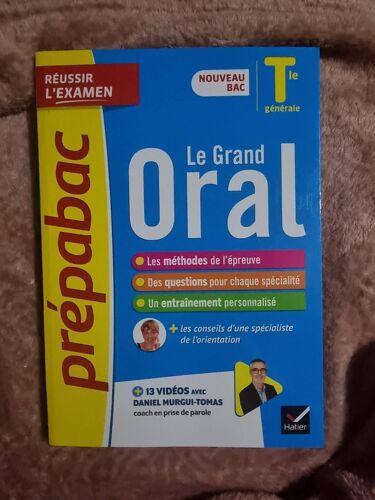 RÉUSSIR
L'EXAMEN
NOUVEAU
BAC
Tle
générale
prépabac
Le Grand
Oral
Les méthodes de l'épreuve
Des questions pour chaque spécialité
Un entraînement personnalisé
+ les conseils d'une spécialiste
de l'orientation
+ 13 VIDÉOS AVEC
DANIEL MURGUI-TOMAS
coach en prise de parole
Hatier